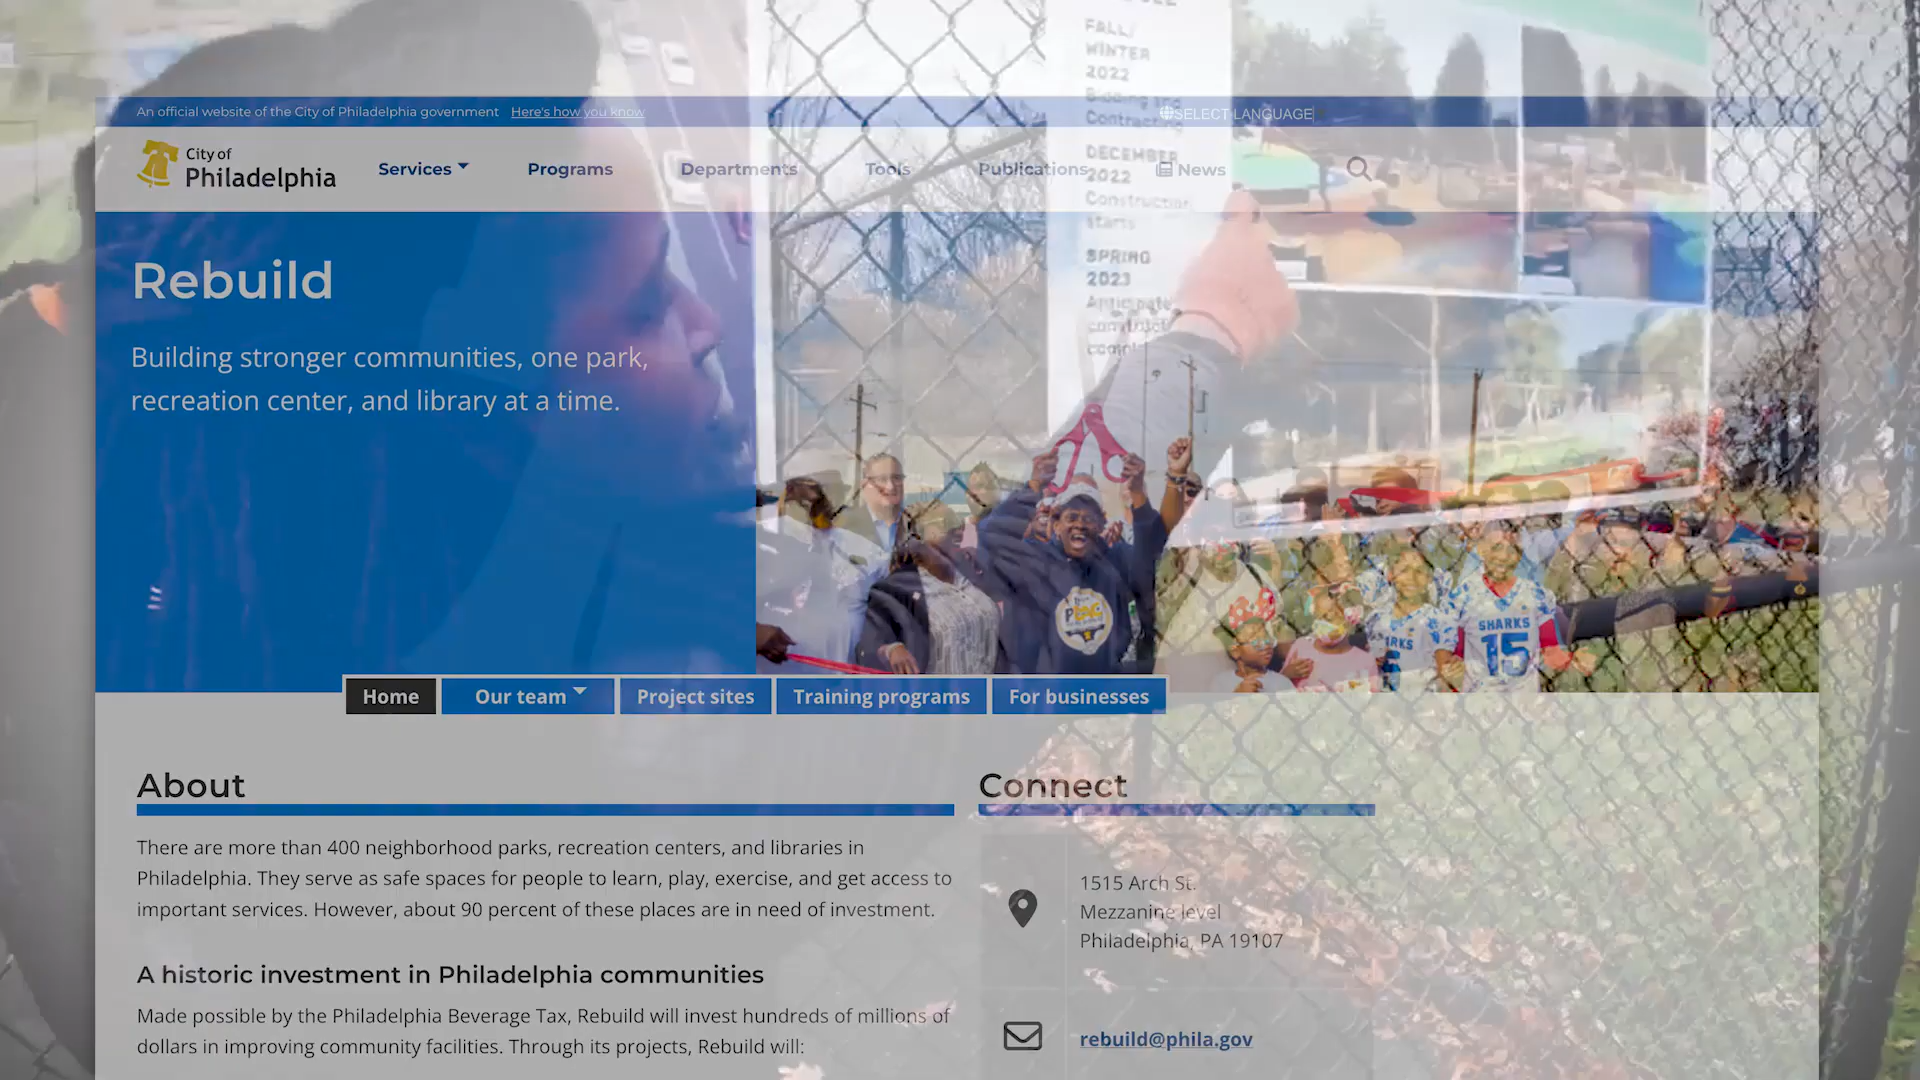 FALL/
WINTER
2022
Bidding and
Contracting
DECEMBER
2022
Construction
starts
SPRING
2023
An official website of the City of Philadelphia government Here's how you know
SELECT LANGUAGE
City of
Philadelphia
Services
Programs
Departments
Tools
Publications
News
Rebuild
Building stronger communities, one park,
recreation center, and library at a time.
SHARKS
15
Home
Our team
Project sites
Training programs
For businesses
About
There are more than 400 neighborhood parks, recreation centers, and libraries in
Philadelphia. They serve as safe spaces for people to learn, play, exercise, and get access to
important services. However, about 90 percent of these places are in need of investment.
A historic investment in Philadelphia communities
Made possible by the Philadelphia Beverage Tax, Rebuild will invest hundreds of millions of
dollars in improving community facilities. Through its projects, Rebuild will:
Connect
1515 Arch St.
Mezzanine level
Philadelphia, PA 19107
rebuild@phila.gov